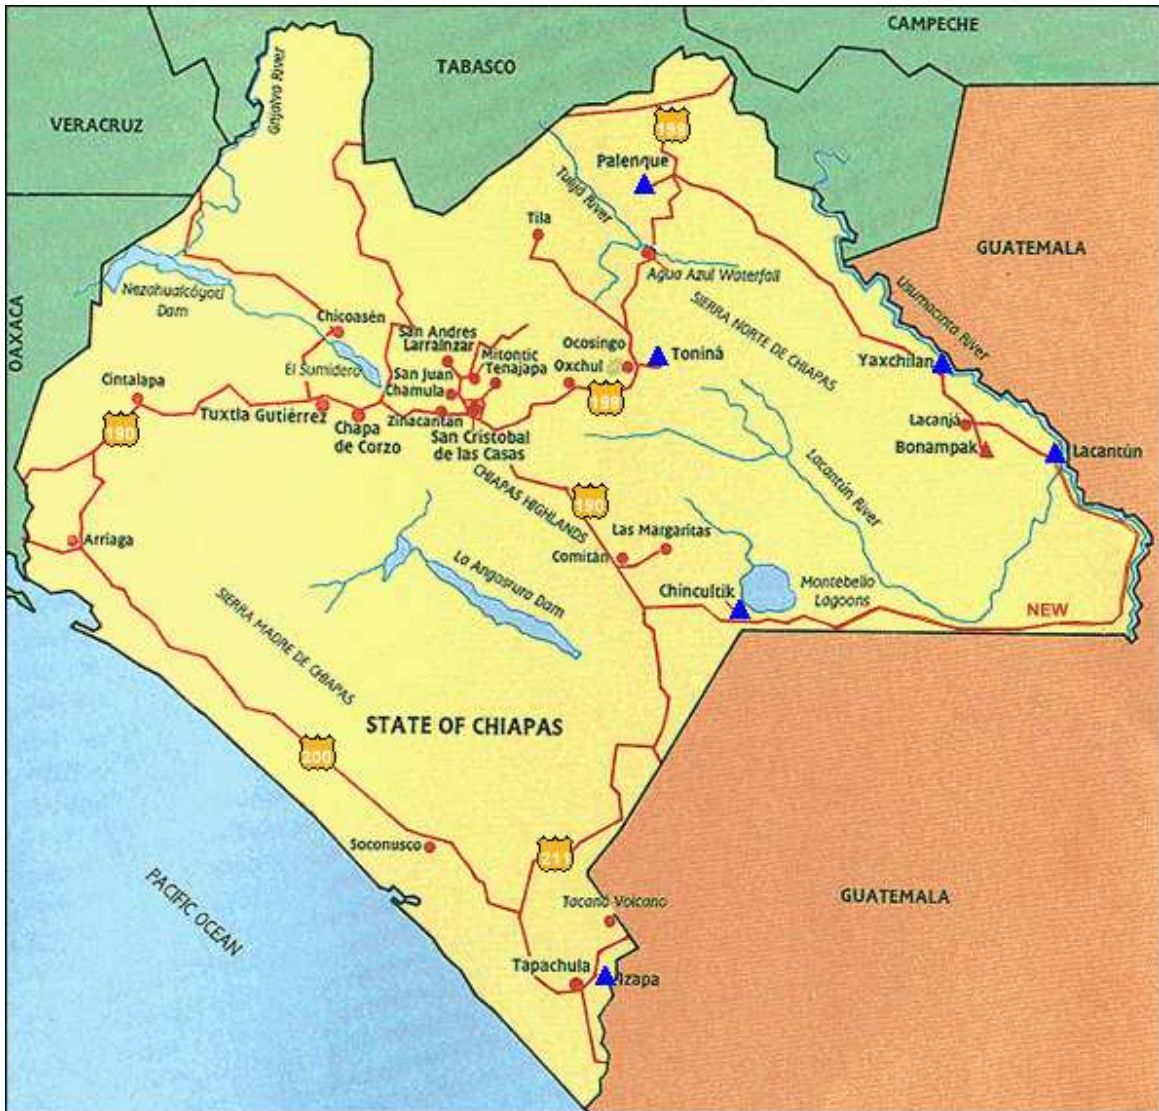 CAMPECHE
TABASCO
VERACRUZ
Grijalva River
199
Palenque
Tulijá River
Tila
GUATEMALA
Agua Azul Waterfall
Nezahualcóyotl
Dam
Usumacinta River
SIERRA NORTE DE CHIAPAS
OAXACA
Chicoasén
San Andres
Larrainzar
Ocosingo
Mitontic
Toniná
Yaxchilan
El Sumidero
San Juan
Chamula
Tenajapa
Oxchul
Cintalapa
199
Tuxtla Gutiérrez
Zinacantán
Lacanjá
190
Chapa
de Corzo
San Cristobal
de las Casas
Bonampak
Lacantún
CHIAPAS HIGHLANDS
190
Lacantún River
Las Margaritas
Arriaga
Comitán
La Angostura Dam
Chincultik
Montebello
Lagoons
NEW
SIERRA MADRE DE CHIAPAS
STATE OF CHIAPAS
200
Soconusco
211
PACIFIC OCEAN
Tacaná Volcano
GUATEMALA
Tapachula
Izapa